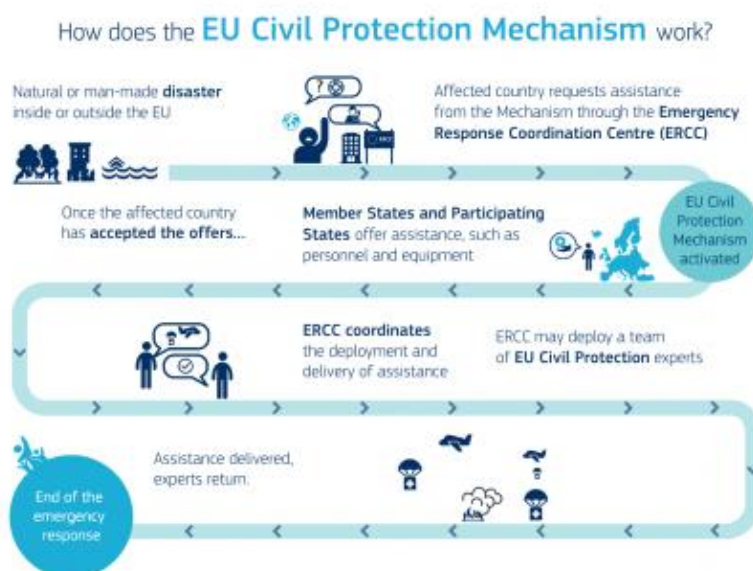 How does the EU Civil Protection Mechanism work?
Natural or man-made disaster
inside or outside the EU
Affected country requests assistance
from the Mechanism through the Emergency
Response Coordination Centre (ERCC)
EU Civil
Protection
Mechanism
activated
Member States and Participating
States offer assistance, such as
personnel and equipment
Once the affected country
has accepted the offers...
ERCC coordinates
the deployment and
delivery of assistance
ERCC may deploy a team
of EU Civil Protection experts
Assistance delivered,
experts return.
End of the
emergency
response